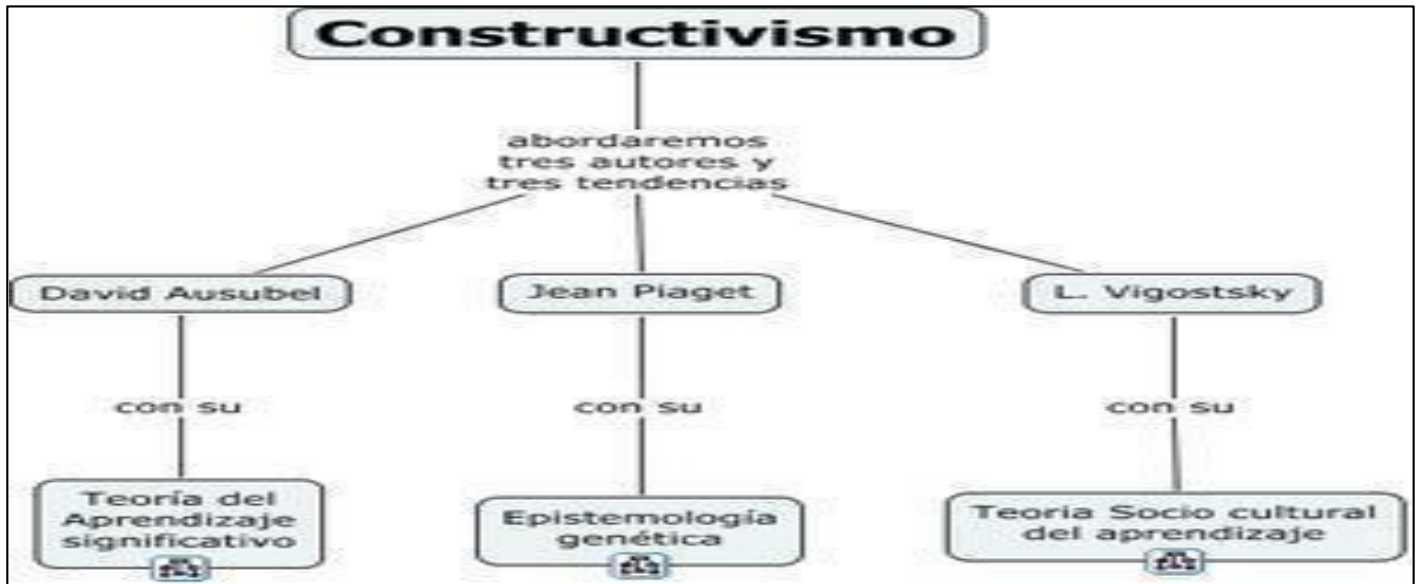 Constructivismo
abordaremos
tres autores y
tres tendencias
David Ausubel
Jean Piaget
L. Vigostsky
con su
con su
con su
Teoría del
Aprendizaje
significativo
Epistemología
genética
Teoria Socio cultural
del aprendizaje